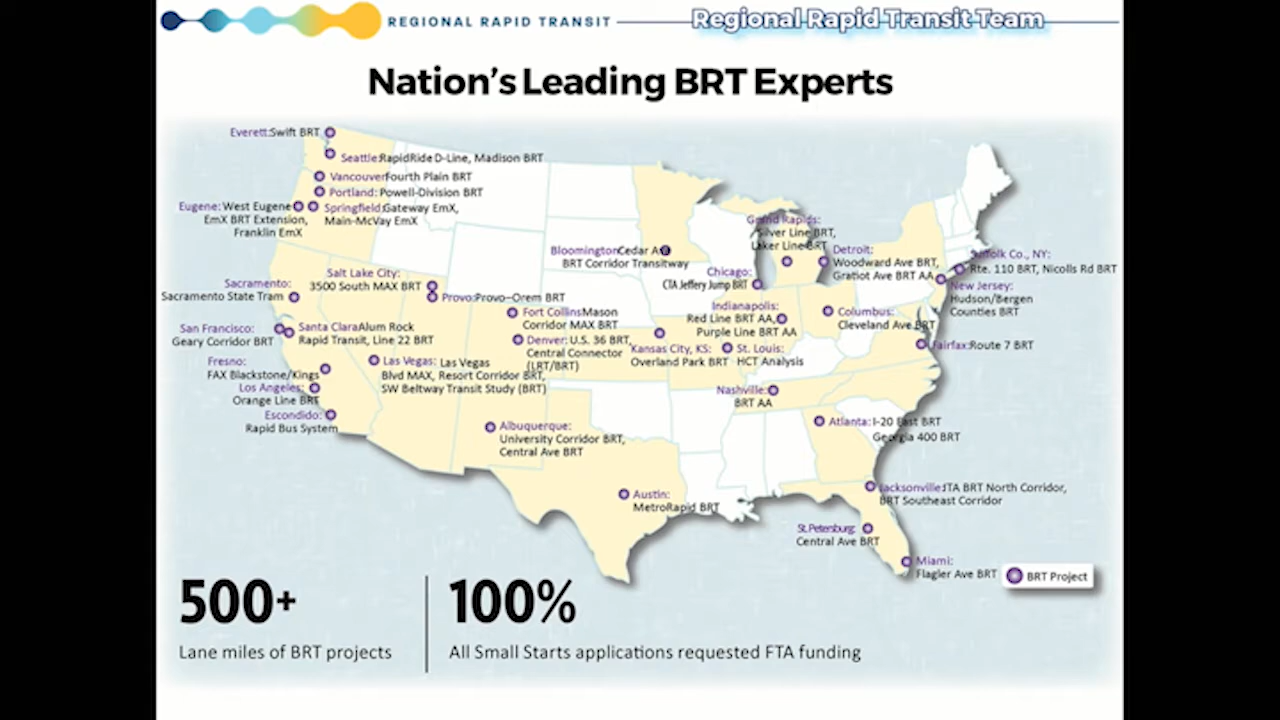 REGIONAL RAPID TRANSIT
Regional Rapid Transit Team
Nation's Leading BRT Experts
Everett:Swift BRT
Seattle:RapidRide D-Line, Madison BRT
Vancouver Fourth Plain BRT
Portland: Powell-Division BRT
Eugene: West Eugene
EmX BRT Extension,
Franklin EmX
Springfield:Gateway EmX,
Main-McVay EmX
Sacramento:
Sacramento State Tram
Salt Lake City:
3500 South MAX BRT
Provo:Provo–Orem BRT
San Francisco:
Geary Corridor BRT
Santa ClaraAlum Rock
Rapid Transit, Line 22 BRT
Fort CollinsMason
Corridor MAX BRT
Denver: U.S. 36 BRT,
Central Connector
(LRT/BRT)
Fresno:
FAX Blackstone/Kings
Los Angeles:
Orange Line BRT
Escondido:
Rapid Bus System
Las Vegas: Las Vegas
Blvd MAX, Resort Corridor BRT,
SW Beltway Transit Study (BRT)
Albuquerque:
University Corridor BRT,
Central Ave BRT
Austin:
MetroRapid BRT
Bloomington Cedar Ave
BRT Corridor Transitway
Grand Rapids:
Silver Line BRT,
Laker Line BRT
Detroit:
Woodward Ave BRT,
Gratiot Ave BRT AA
Chicago:
CTA Jeffery Jump BRT
Indianapolis:
Red Line BRT AA,
Purple Line BRT AA
Columbus:
Cleveland Ave BRT
Kansas City, KS:
Overland Park BRT
St. Louis:
HCT Analysis
Nashville:
BRT AA
Suffolk Co., NY:
Rte. 110 BRT, Nicolls Rd BRT
New Jersey:
Hudson/Bergen
Counties BRT
Fairfax:Route 7 BRT
Atlanta: I-20 East BRT
Georgia 400 BRT
Jacksonville:JTA BRT North Corridor,
BRT Southeast Corridor
St. Petersburg:
Central Ave BRT
Miami:
Flagler Ave BRT
BRT Project
500+
Lane miles of BRT projects
100%
All Small Starts applications requested FTA funding